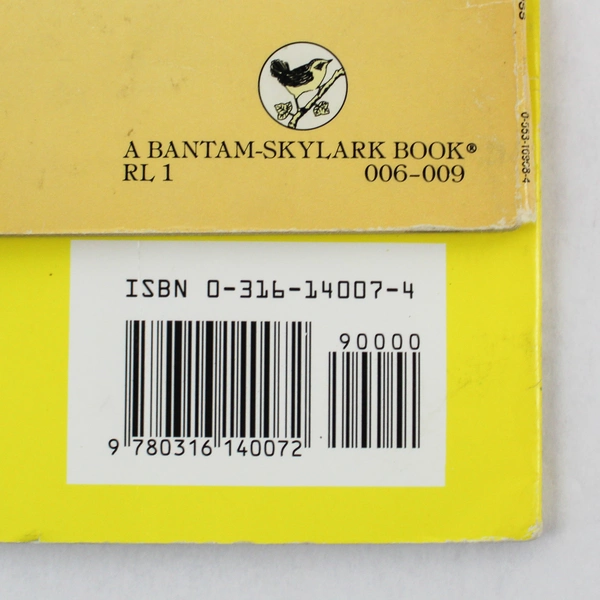 A BANTAM-SKYLARK BOOK®
RL 1 006-009
ISBN 0-316-14007-4
90000
9 780316 140072